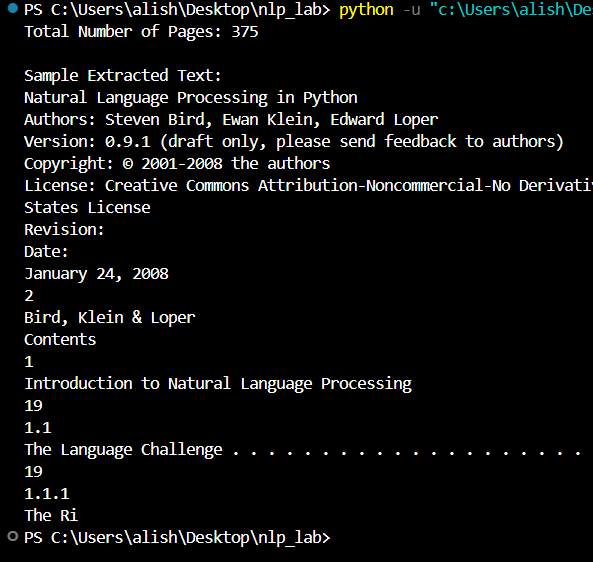 PS C:\Users\alish\Desktop\nlp_lab> python -u "c:\Users\alish\De
Total Number of Pages: 375
Sample Extracted Text:
Natural Language Processing in Python
Authors: Steven Bird, Ewan Klein, Edward Loper
Version: 0.9.1 (draft only, please send feedback to authors)
Copyright: © 2001-2008 the authors
License: Creative Commons Attribution-Noncommercial-No Derivati
States License
Revision:
Date:
January 24, 2008
2
Bird, Klein & Loper
Contents
1
Introduction to Natural Language Processing
19
1.1
The Language Challenge . . . . . . . . . . . . . . . . . . . .
19
1.1.1
The Ri
PS C:\Users\alish\Desktop\nlp_lab>